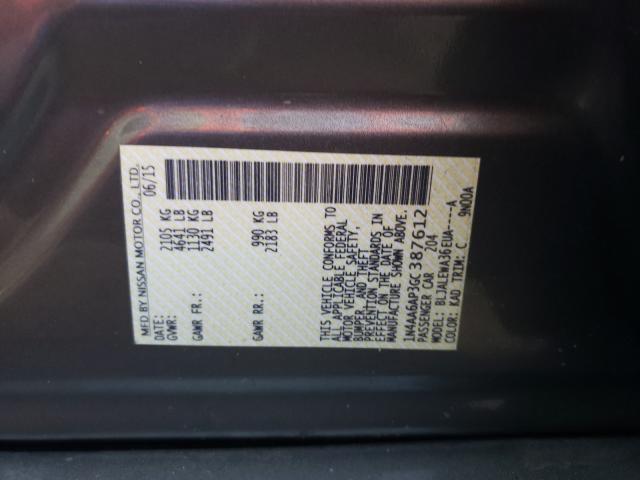 MFD.BY NISSAN MOTOR CO., LTD.
DATE: 06/15
GVWR: 2105 KG
4641 LB
GAWR FR.: 1130 KG
2491 LB
GAWR RR.: 990 KG
2183 LB
THIS VEHICLE CONFORMS TO
ALL APPLICABLE FEDERAL
MOTOR VEHICLE SAFETY,
BUMPER, AND THEFT
PREVENTION STANDARDS IN
EFFECT ON THE DATE OF
MANUFACTURE SHOWN ABOVE.
1N4AA6AP3GC387612
PASSENGER CAR 204
MODEL: BLJALEWA36EUA-----A
COLOR: KAD TRIM: C 9N00A